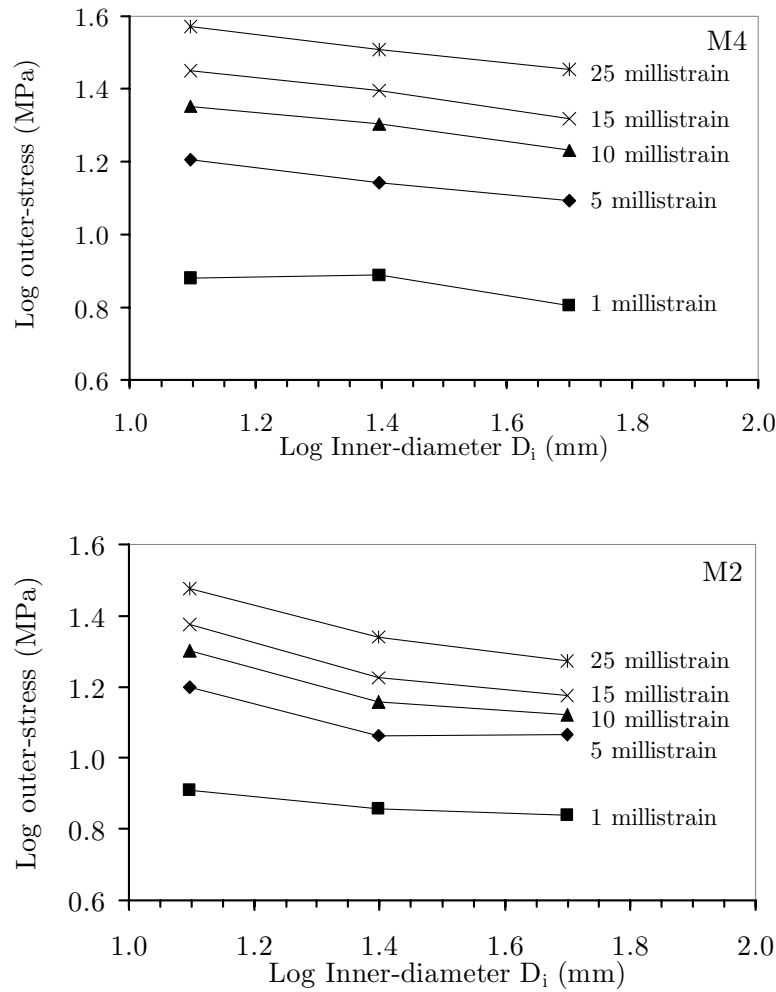 1.6
M4
25 millistrain
1.4
15 millistrain
10 millistrain
1.2
5 millistrain
1.0
0.8
1 millistrain
0.6
1.0
1.2
1.4
1.6
1.8
2.0
Log outer-stress (MPa)
Log Inner-diameter Di (mm)
1.6
M2
1.4
25 millistrain
1.2
15 millistrain
10 millistrain
5 millistrain
1.0
1 millistrain
0.8
0.6
1.0
1.2
1.4
1.6
1.8
2.0
Log outer-stress (MPa)
Log Inner-diameter Di (mm)